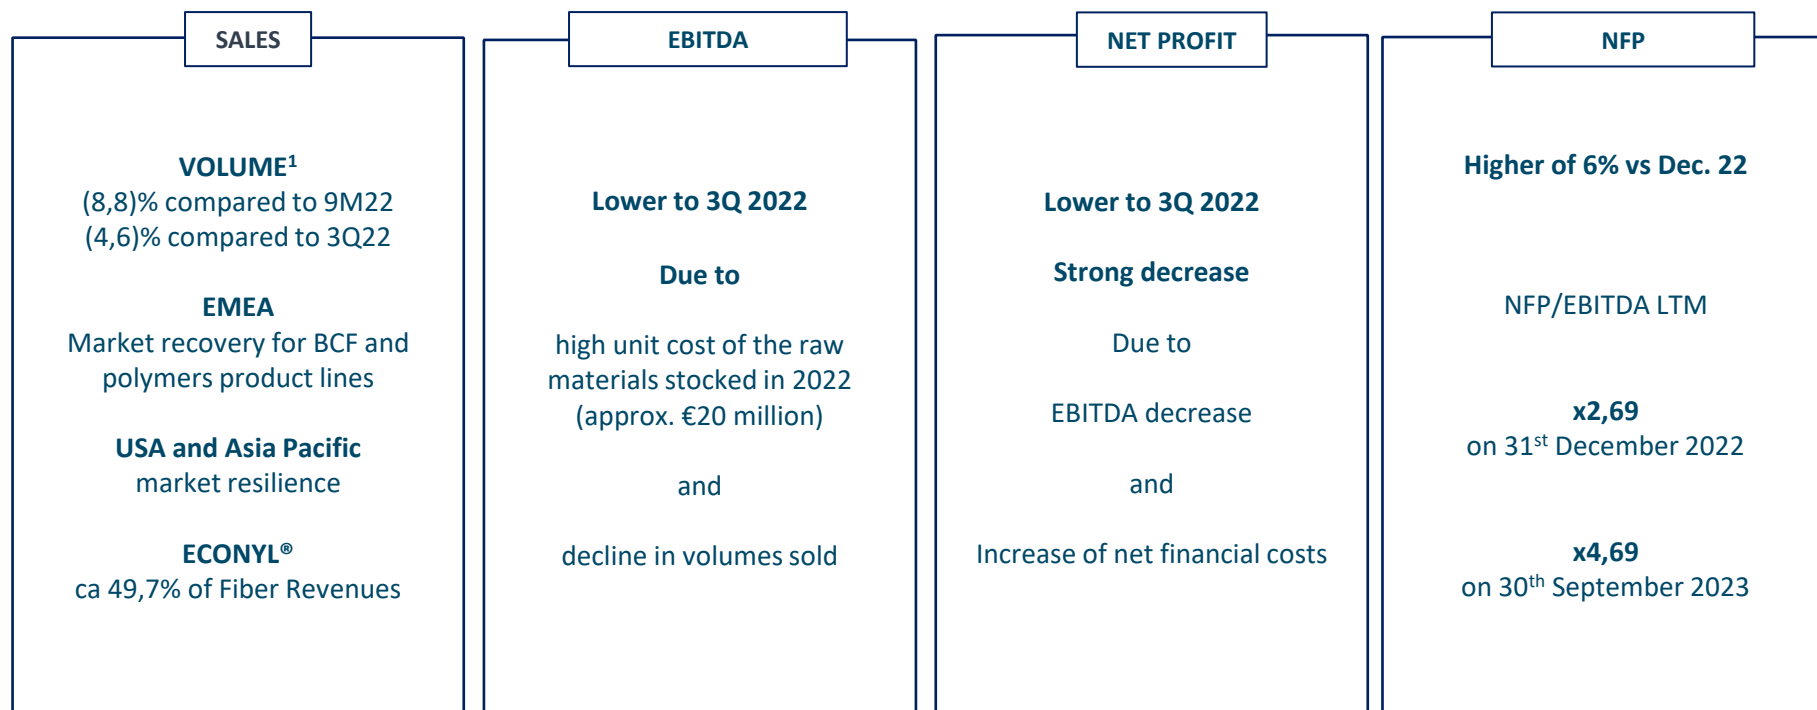 SALES
VOLUME¹
(8,8)% compared to 9M22
(4,6)% compared to 3Q22
EMEA
Market recovery for BCF and
polymers product lines
USA and Asia Pacific
market resilience
ECONYL®
ca 49,7% of Fiber Revenues
EBITDA
Lower to 3Q 2022
Due to
high unit cost of the raw
materials stocked in 2022
(approx. €20 million)
and
decline in volumes sold
NET PROFIT
Lower to 3Q 2022
Strong decrease
Due to
EBITDA decrease
and
Increase of net financial costs
NFP
Higher of 6% vs Dec. 22
NFP/EBITDA LTM
x2,69
on 31st December 2022
x4,69
on 30th September 2023